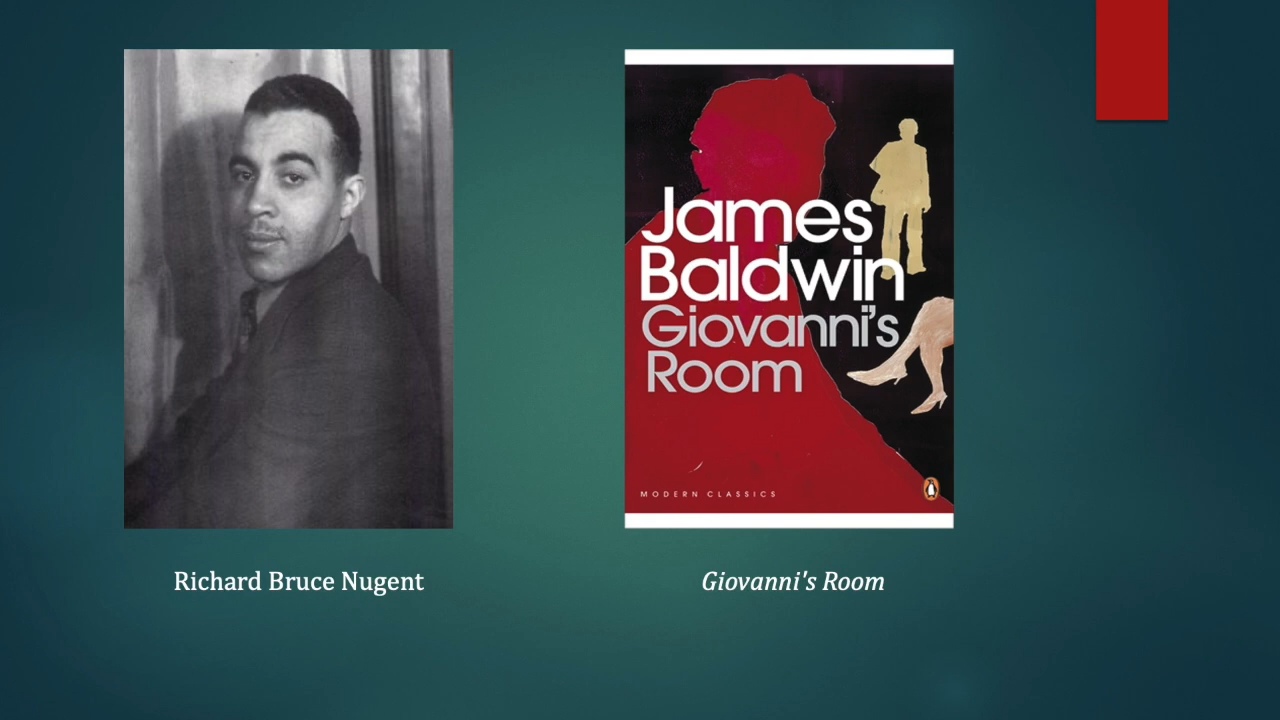 James
Baldwin
Giovanni's
Room
MODERN CLASSICS
Richard Bruce Nugent
Giovanni's Room